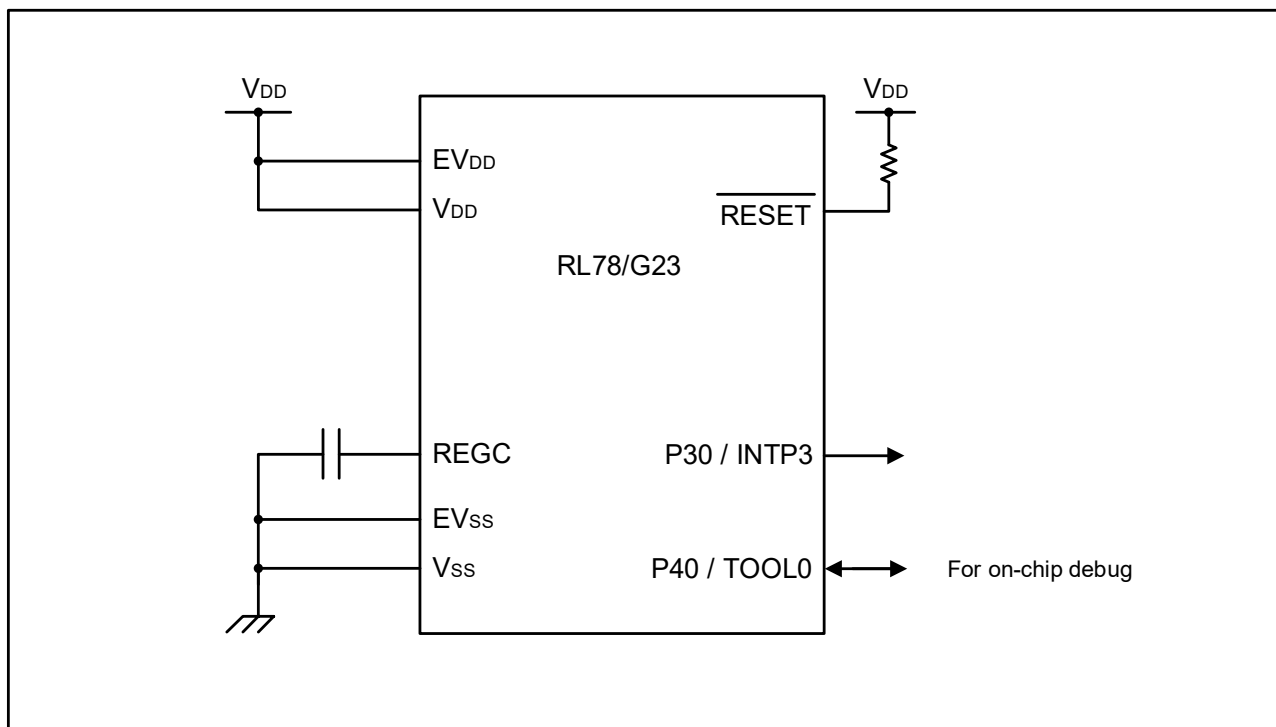 VDD
VDD
EVDD
VDD
RESET
RL78/G23
REGC
P30 / INTP3
EVSS
VSS
P40 / TOOL0
For on-chip debug